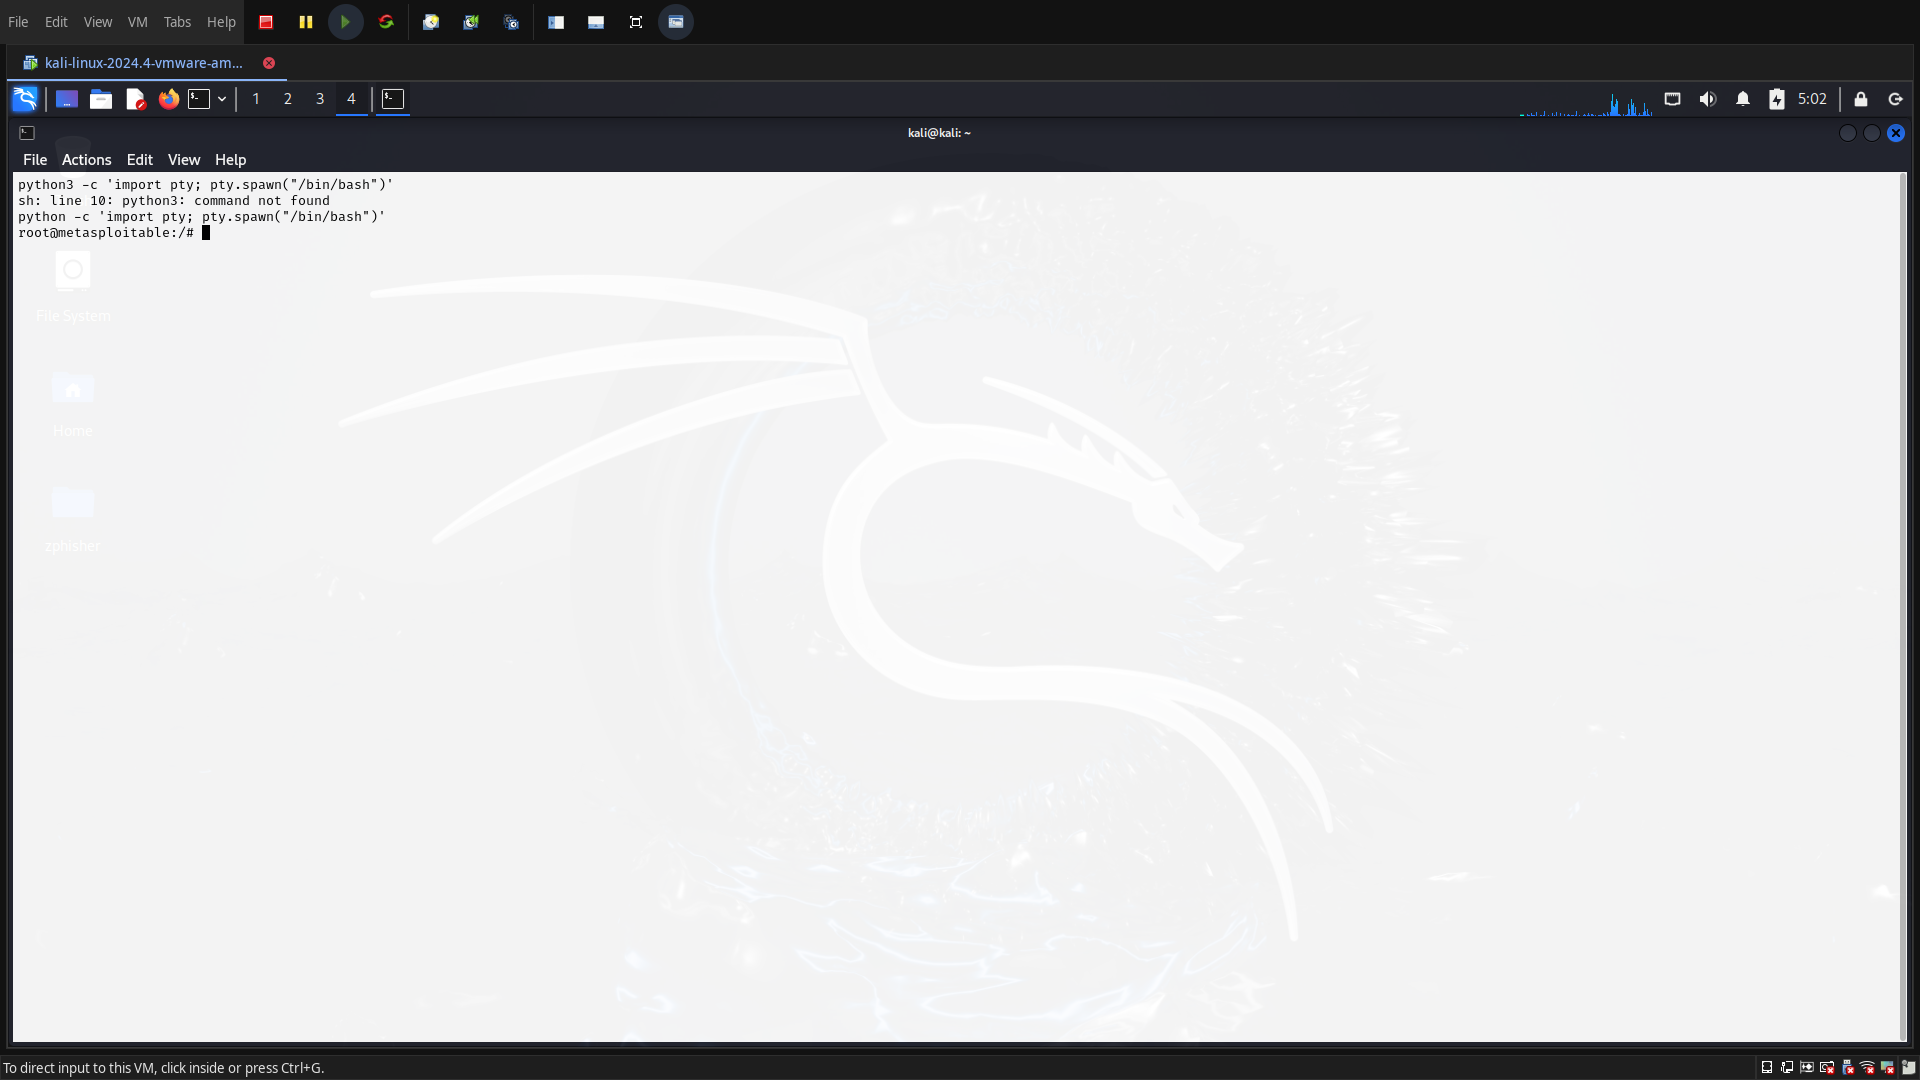 File Edit View VM Tabs Help
kali-linux-2024.4-vmware-am...
1 2 3 4 5:02
kali@kali: ~
File Actions Edit View Help
python3 -c 'import pty; pty.spawn("/bin/bash")'
sh: line 10: python3: command not found
python -c 'import pty; pty.spawn("/bin/bash")'
root@metasploitable:/#
File System
Home
zphisher
To direct input to this VM, click inside or press Ctrl+G.